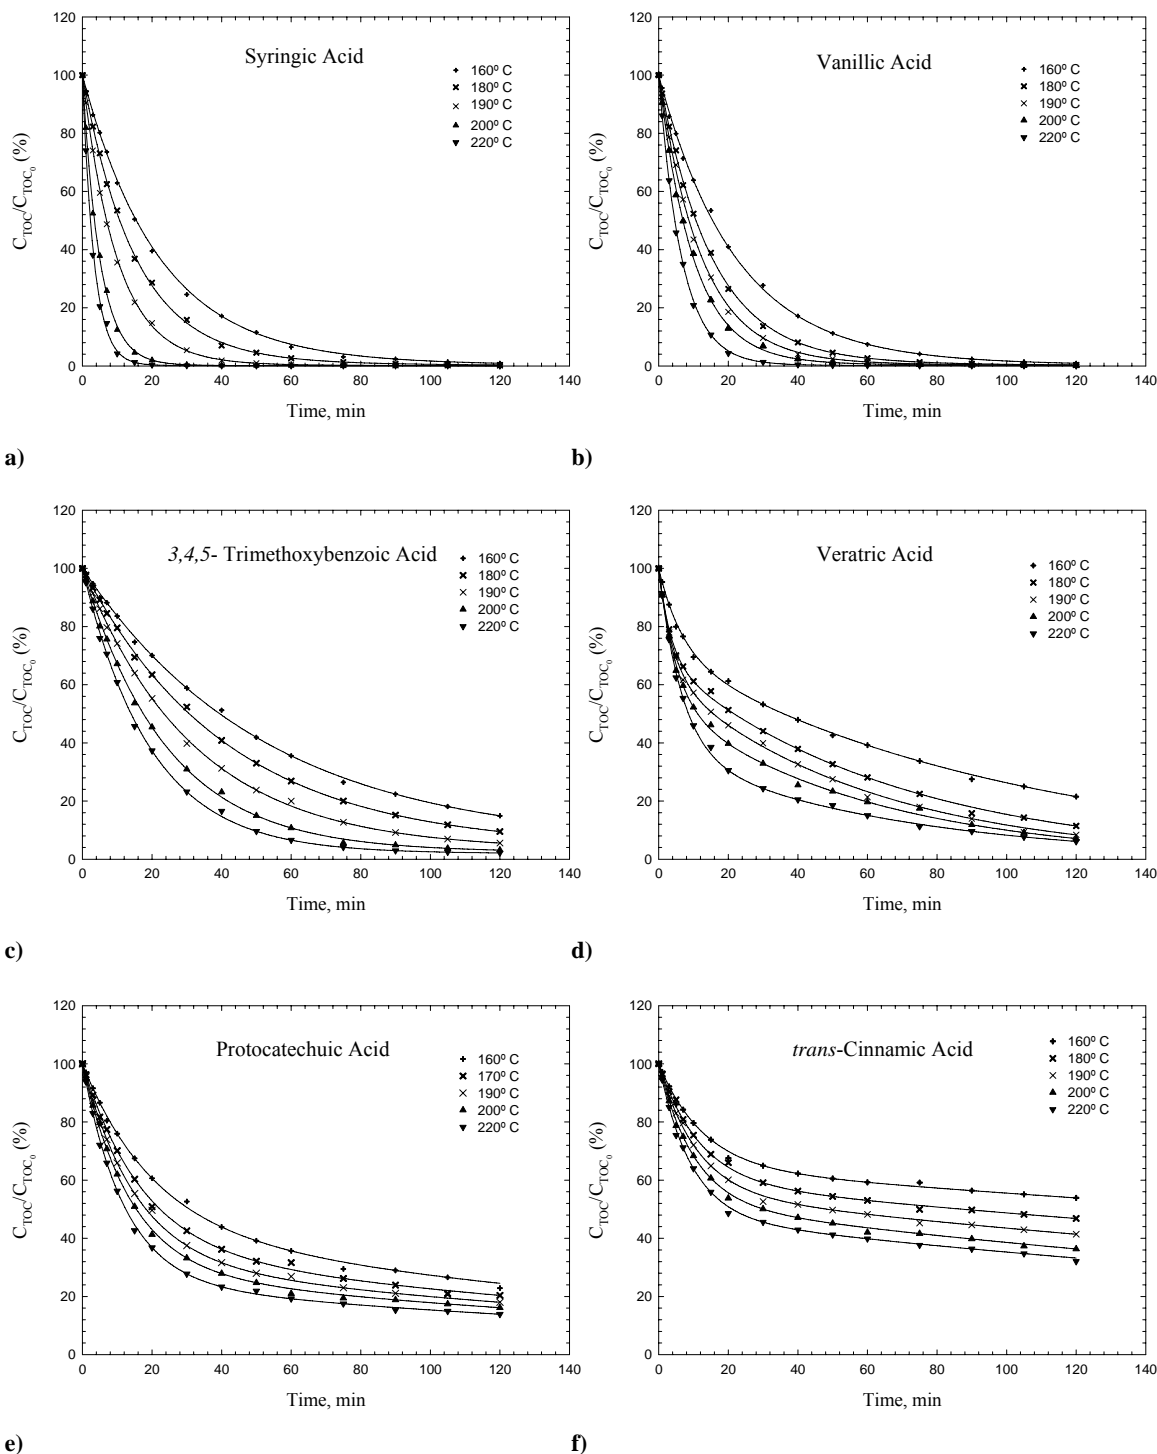 120
100
80
60
40
20
0
C_TOC/C_TOC₀ (%)
Syringic Acid
160º C
180º C
190º C
200º C
220º C
0 20 40 60 80 100 120 140
Time, min
a)
120
100
80
60
40
20
0
C_TOC/C_TOC₀ (%)
Vanillic Acid
160º C
180º C
190º C
200º C
220º C
0 20 40 60 80 100 120 140
Time, min
b)
120
100
80
60
40
20
0
C_TOC/C_TOC₀ (%)
3,4,5- Trimethoxybenzoic Acid
160º C
180º C
190º C
200º C
220º C
0 20 40 60 80 100 120 140
Time, min
c)
120
100
80
60
40
20
0
C_TOC/C_TOC₀ (%)
Veratric Acid
160º C
180º C
190º C
200º C
220º C
0 20 40 60 80 100 120 140
Time, min
d)
120
100
80
60
40
20
0
C_TOC/C_TOC₀ (%)
Protocatechuic Acid
160º C
170º C
190º C
200º C
220º C
0 20 40 60 80 100 120 140
Time, min
e)
120
100
80
60
40
20
0
C_TOC/C_TOC₀ (%)
trans-Cinnamic Acid
160º C
180º C
190º C
200º C
220º C
0 20 40 60 80 100 120 140
Time, min
f)